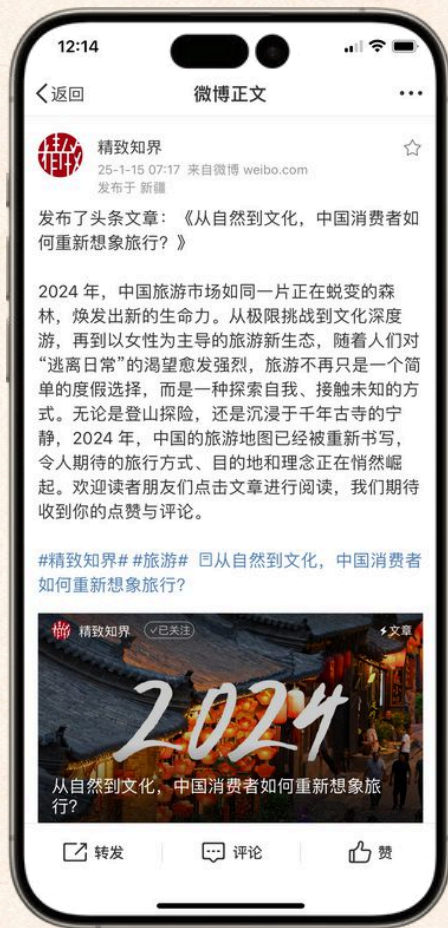 12:14
返回
微博正文
精致
精致知界
25-1-15 07:17 来自微博 weibo.com
发布于 新疆
发布了头条文章：《从自然到文化，中国消费者如
何重新想象旅行？》
2024 年，中国旅游市场如同一片正在蜕变的森
林，焕发出新的生命力。从极限挑战到文化深度
游，再到以女性为主导的旅游新生态，随着人们对
“逃离日常”的渴望愈发强烈，旅游不再只是一个简
单的度假选择，而是一种探索自我、接触未知的方
式。无论是登山探险，还是沉浸于千年古寺的宁
静，2024 年，中国的旅游地图已经被重新书写，
令人期待的旅行方式、目的地和理念正在悄然崛
起。欢迎读者朋友们点击文章进行阅读，我们期待
收到你的点赞与评论。
#精致知界# #旅游# 从自然到文化，中国消费者
如何重新想象旅行？
精致知界 已关注 文章
2024
从自然到文化，中国消费者如何重新想象旅
行？
转发 评论 赞